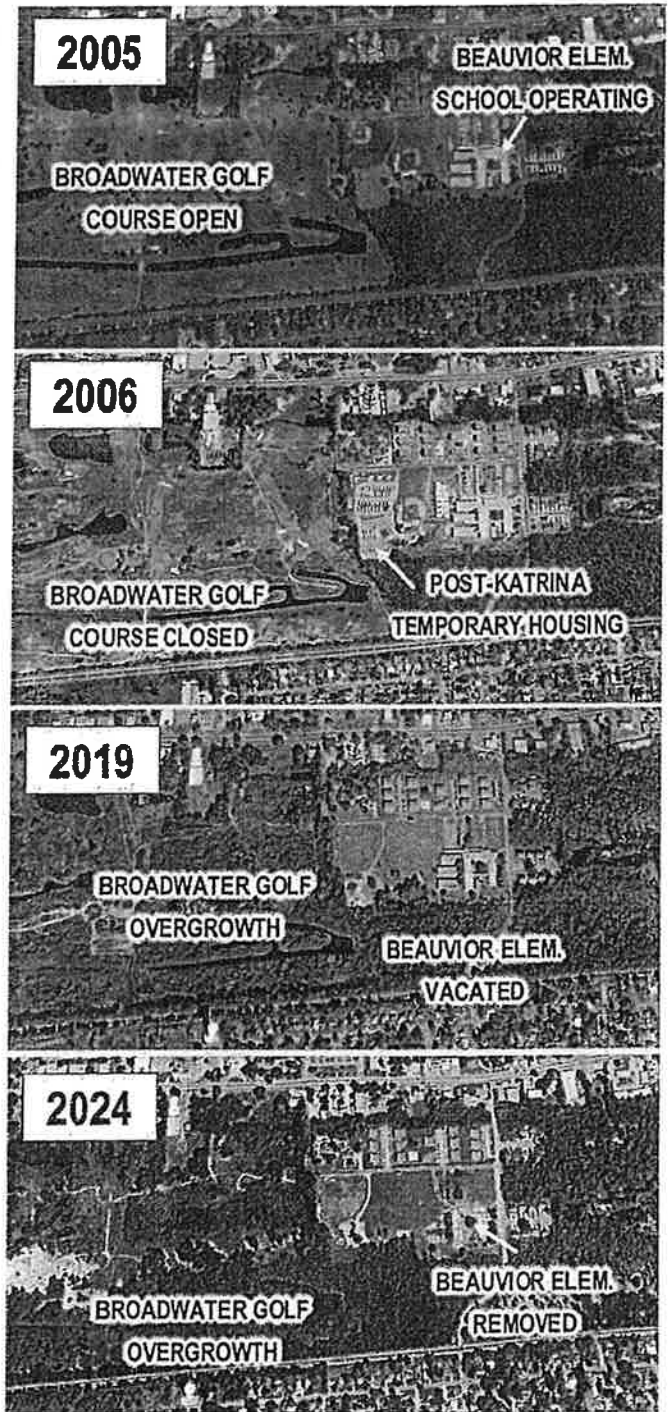 2005
BEAUVIOR ELEM.
SCHOOL OPERATING
BROADWATER GOLF
COURSE OPEN
2006
BROADWATER GOLF
COURSE CLOSED
POST-KATRINA
TEMPORARY HOUSING
2019
BROADWATER GOLF
OVERGROWTH
BEAUVIOR ELEM.
VACATED
2024
BROADWATER GOLF
OVERGROWTH
BEAUVIOR ELEM.
REMOVED